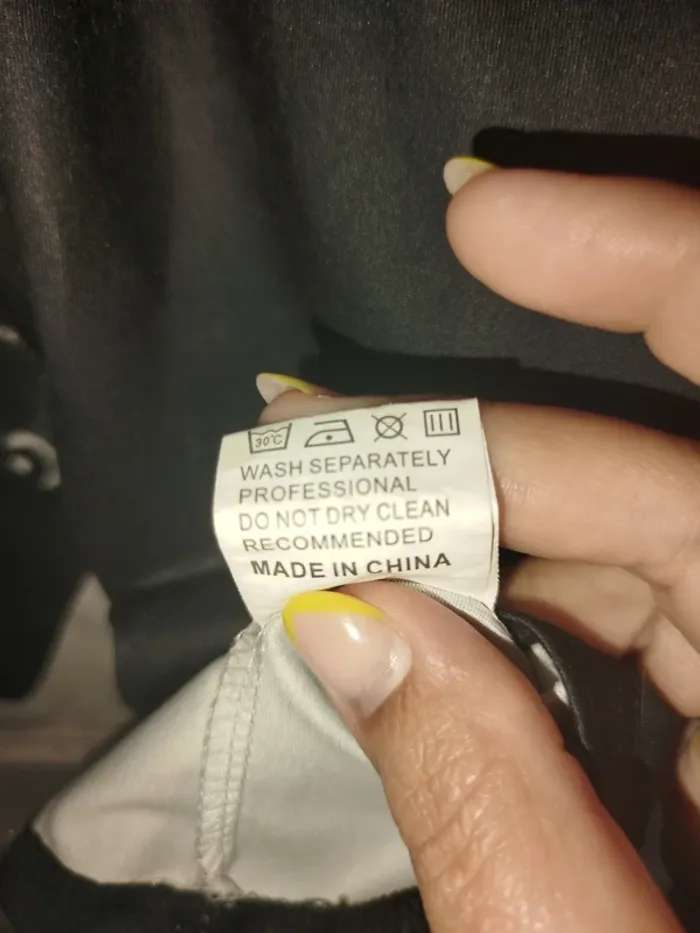 30°C
WASH SEPARATELY
PROFESSIONAL
DO NOT DRY CLEAN
RECOMMENDED
MADE IN CHINA